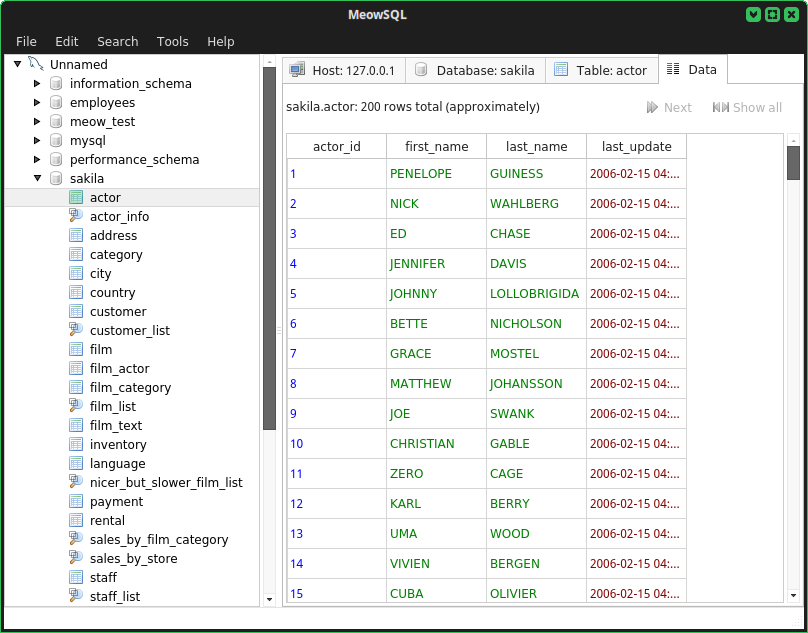 MeowSQL
File Edit Search Tools Help
Unnamed
information_schema
employees
meow_test
mysql
performance_schema
sakila
actor
actor_info
address
category
city
country
customer
customer_list
film
film_actor
film_category
film_list
film_text
inventory
language
nicer_but_slower_film_list
payment
rental
sales_by_film_category
sales_by_store
staff
staff_list
Host: 127.0.0.1 Database: sakila Table: actor Data
sakila.actor: 200 rows total (approximately) Next Show all
actor_id first_name last_name last_update
1 PENELOPE GUINESS 2006-02-15 04:...
2 NICK WAHLBERG 2006-02-15 04:...
3 ED CHASE 2006-02-15 04:...
4 JENNIFER DAVIS 2006-02-15 04:...
5 JOHNNY LOLLOBRIGIDA 2006-02-15 04:...
6 BETTE NICHOLSON 2006-02-15 04:...
7 GRACE MOSTEL 2006-02-15 04:...
8 MATTHEW JOHANSSON 2006-02-15 04:...
9 JOE SWANK 2006-02-15 04:...
10 CHRISTIAN GABLE 2006-02-15 04:...
11 ZERO CAGE 2006-02-15 04:...
12 KARL BERRY 2006-02-15 04:...
13 UMA WOOD 2006-02-15 04:...
14 VIVIEN BERGEN 2006-02-15 04:...
15 CUBA OLIVIER 2006-02-15 04:...